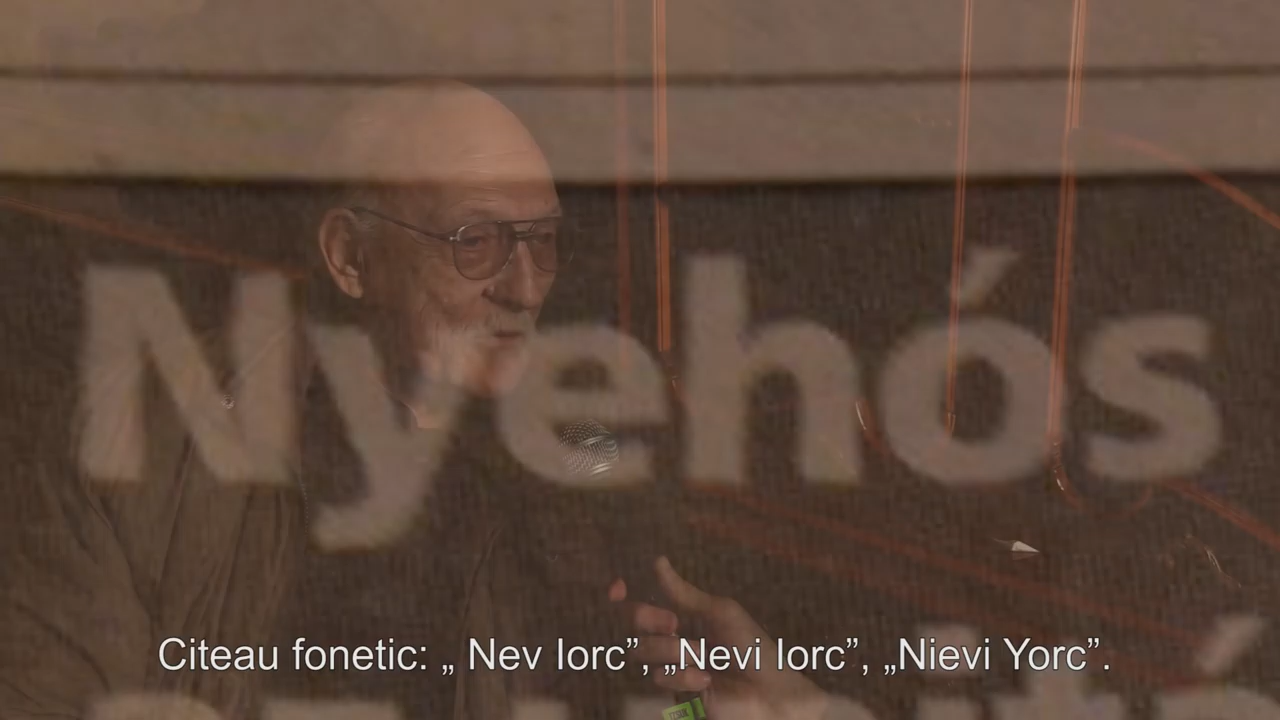 Nyehós
Citeau fonetic: „ Nev Iorc”, „Nevi Iorc”, „Nievi Yorc”.